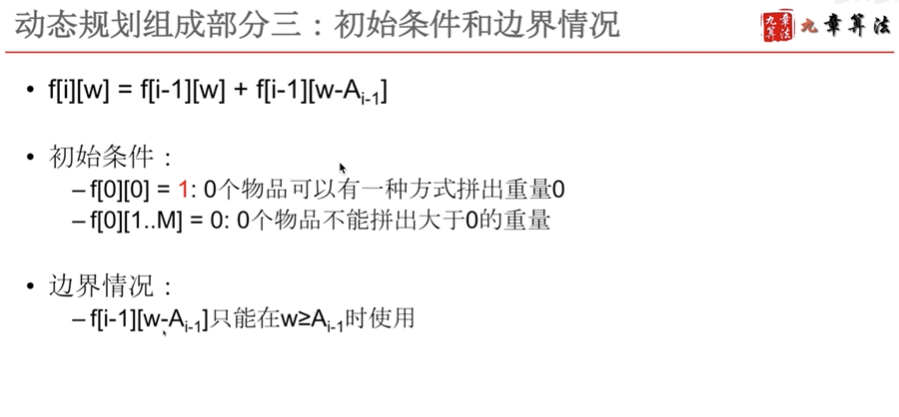 动态规划组成部分三：初始条件和边界情况
九章算法
九章算法
• f[i][w] = f[i-1][w] + f[i-1][w-Ai-1]
• 初始条件：
– f[0][0] = 1: 0个物品可以有一种方式拼出重量0
– f[0][1..M] = 0: 0个物品不能拼出大于0的重量
• 边界情况：
– f[i-1][w-Ai-1]只能在w≥Ai-1时使用